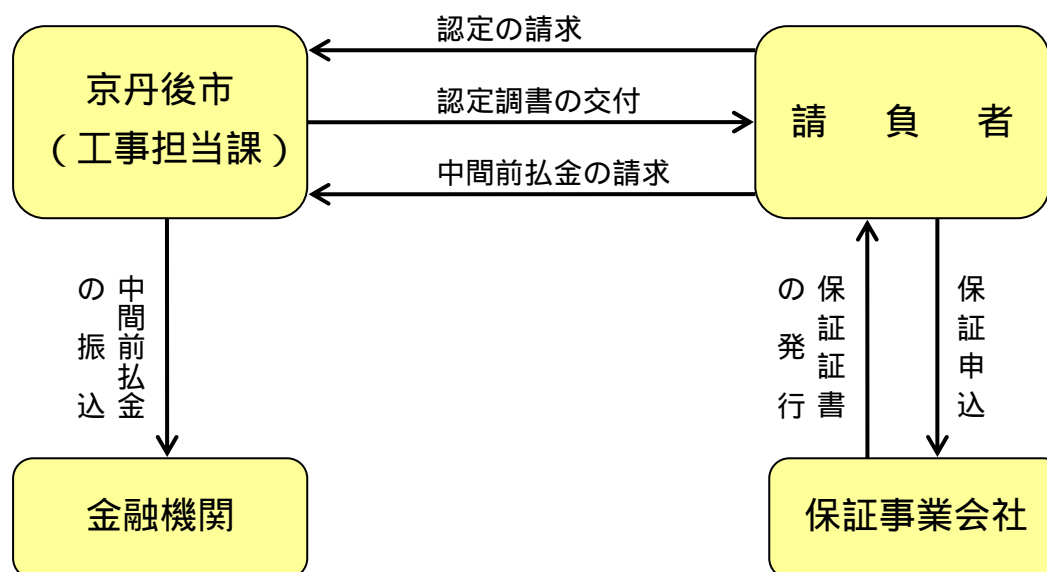 認定の請求
京丹後市
（工事担当課）
認定調書の交付
請　負　者
中間前払金の請求
中間前払金
の振込
保証証書
の発行
保証申込
金融機関
保証事業会社